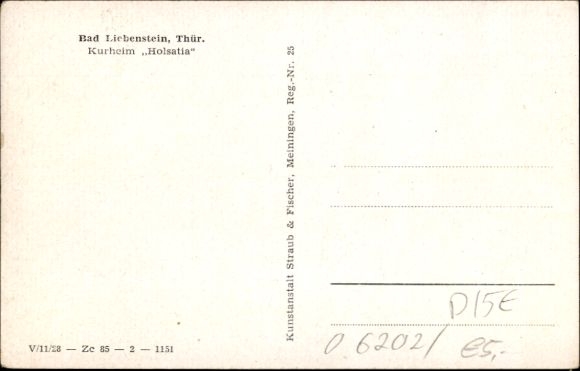 Bad Liebenstein, Thür.
Kurheim „Holsatia“
Kunstanstalt Straub & Fischer, Meiningen, Reg.-Nr. 25
D15E
0.6202/ €5,-
V/11/28 — Zc 85 — 2 — 1151